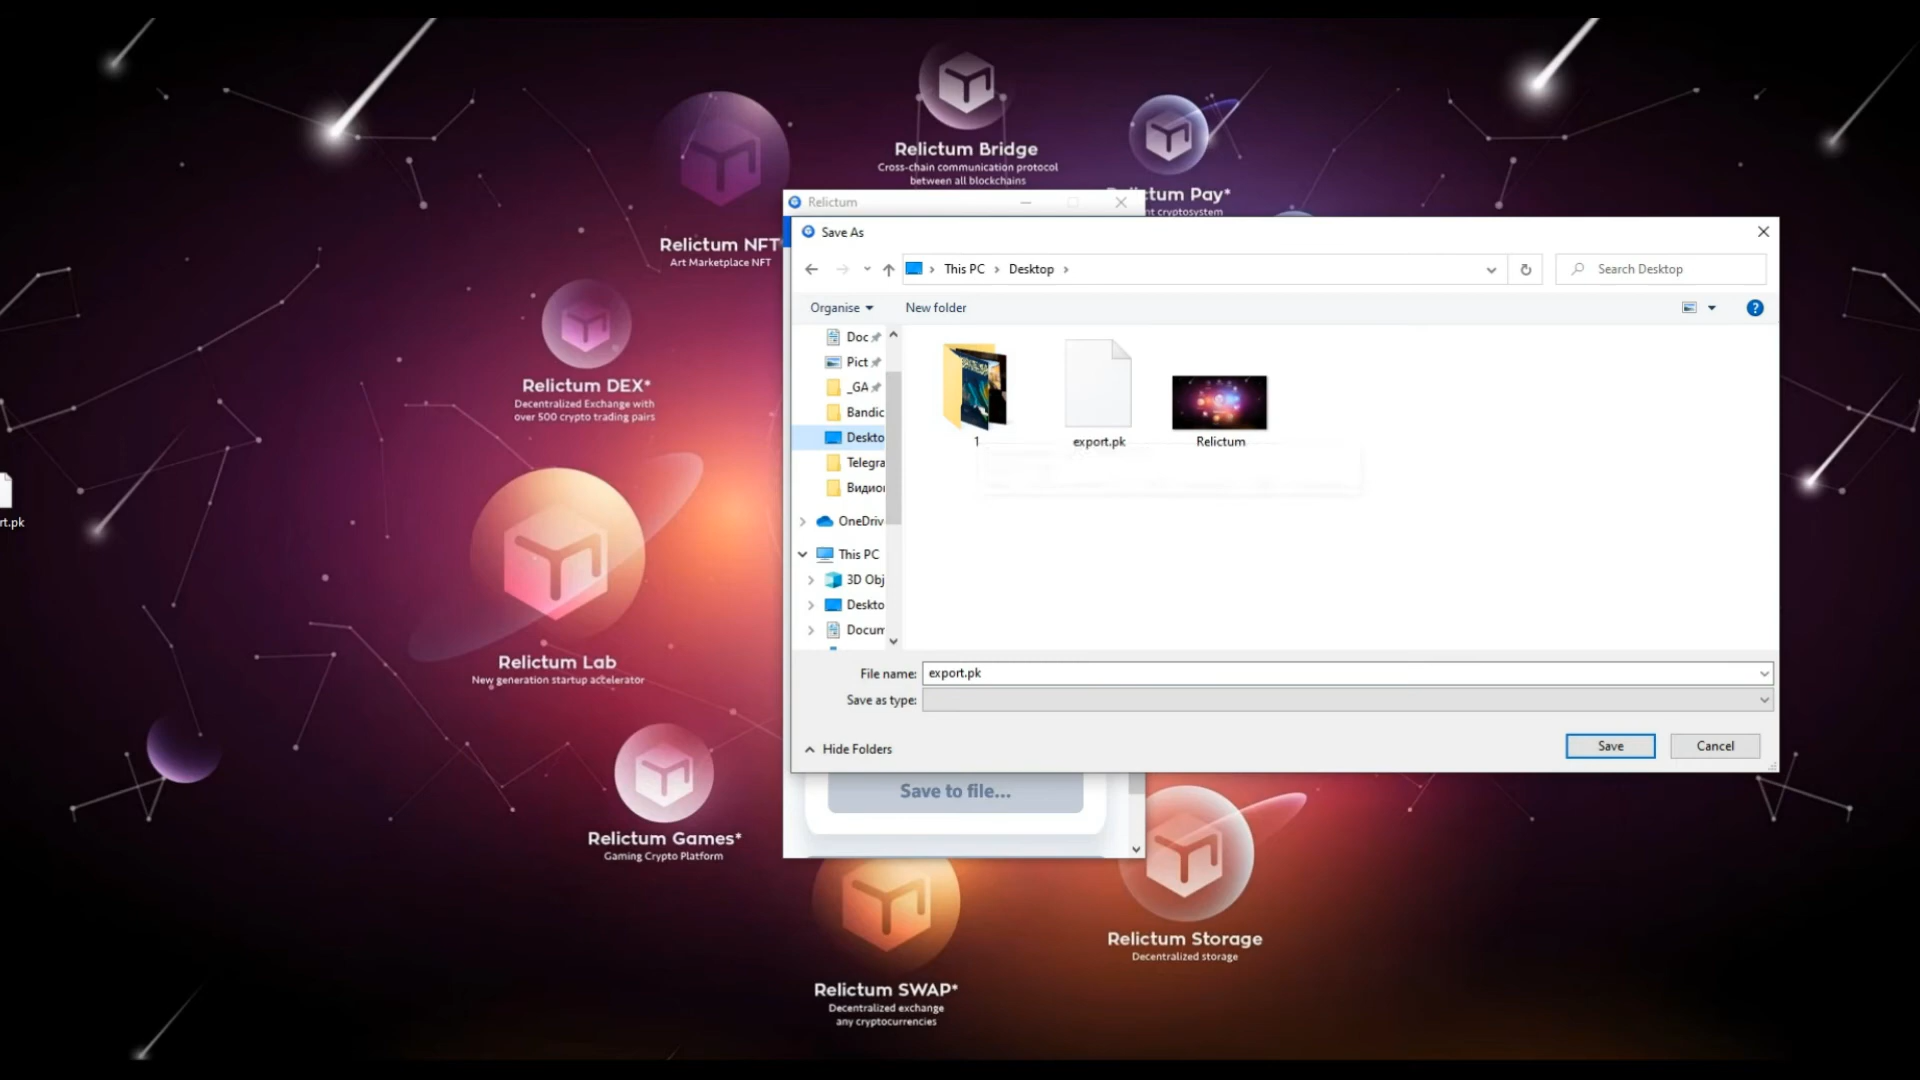 Relictum Bridge
Cross-chain communication protocol
between all blockchains
tum Pay*
nt cryptosystem
Relictum NFT
Art Marketplace NFT
Relictum DEX*
Decentralized Exchange with
over 500 crypto trading pairs
rt.pk
Relictum Lab
New generation startup accelerator
Relictum Games*
Gaming Crypto Platform
Relictum
Save As
This PC
Desktop
Search Desktop
Organise
New folder
Doc
Pict
_GA
Bandic
Deskto
Telegra
Видио
OneDriv
This PC
3D Obj
Deskto
Docum
1
export.pk
Relictum
File name: export.pk
Save as type:
Hide Folders
Save
Cancel
Save to file...
Relictum Storage
Decentralized storage
Relictum SWAP*
Decentralized exchange
any cryptocurrencies